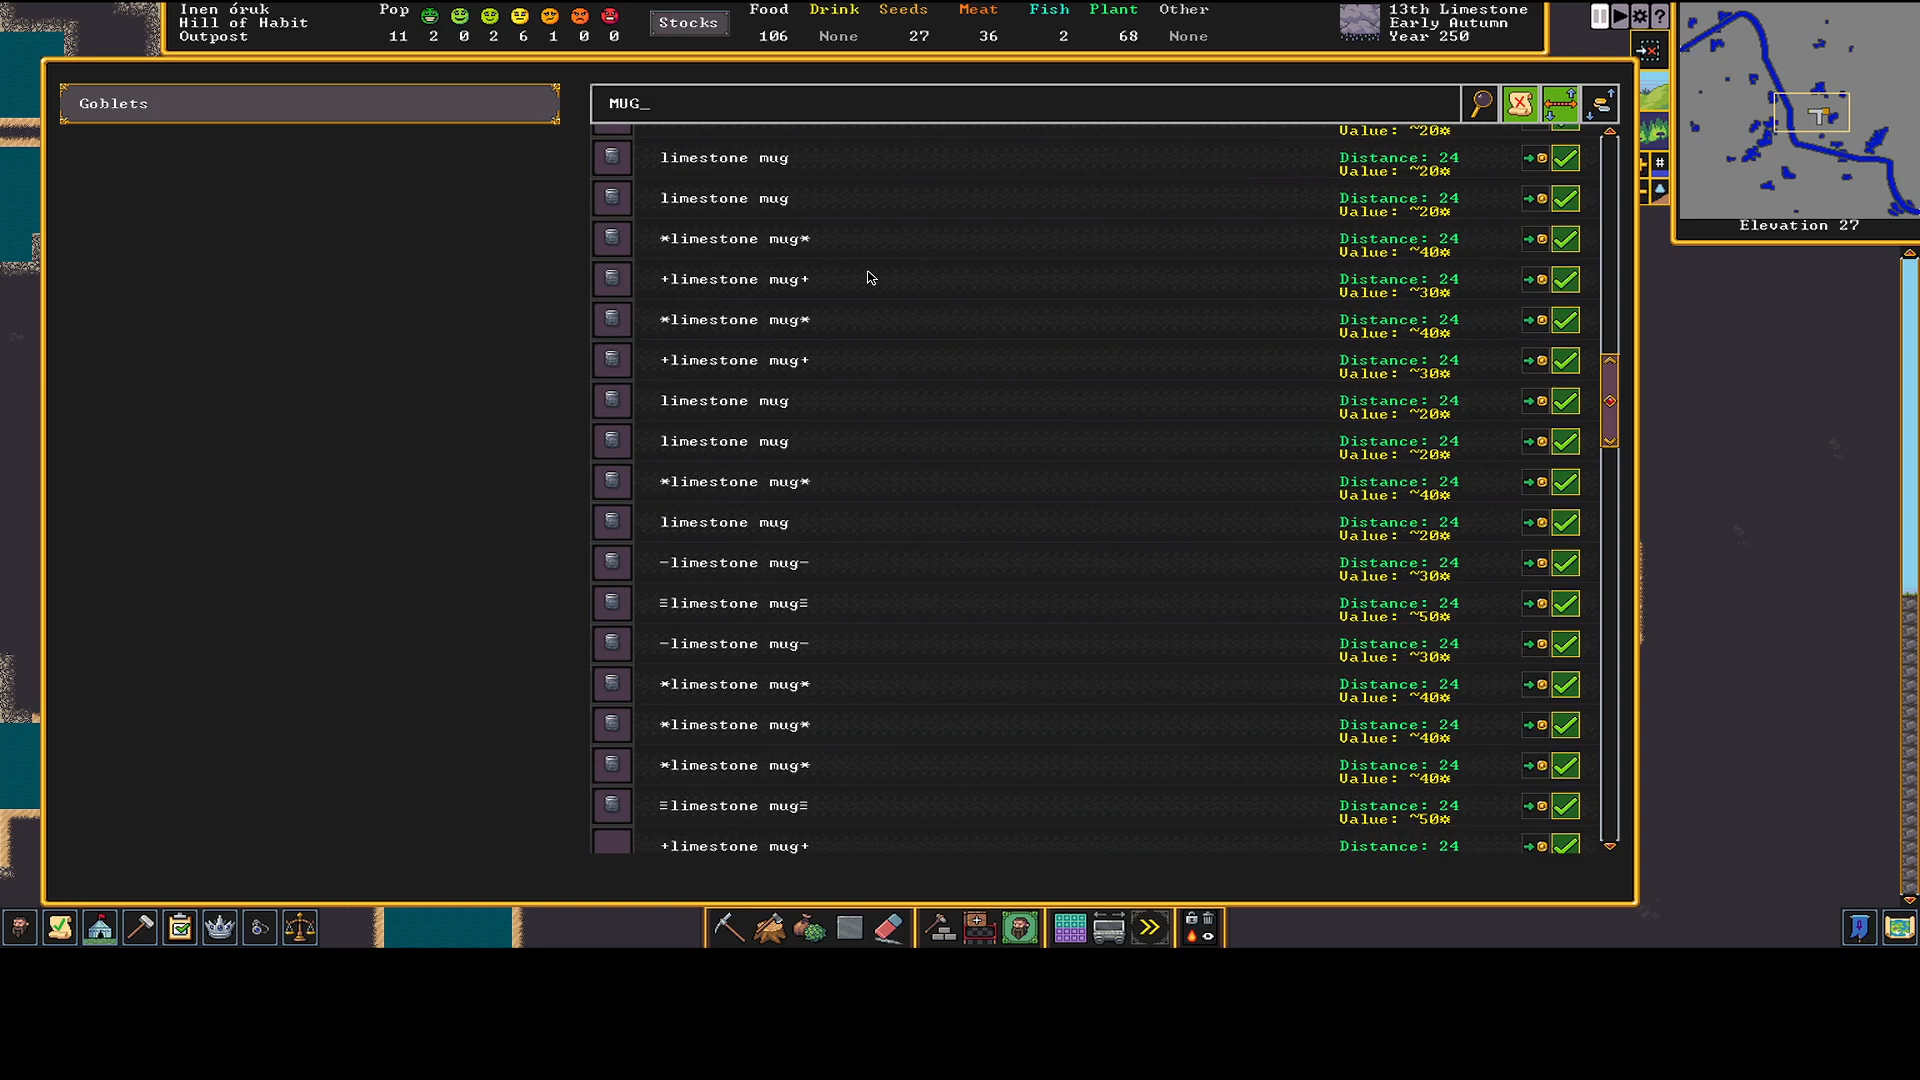 Inen óruk
Hill of Habit
Outpost
Pop
11 2 0 2 6 1 0 0
Stocks
Food Drink Seeds Meat Fish Plant Other
106 None 27 36 2 68 None
13th Limestone
Early Autumn
Year 250
Elevation 27
Goblets
MUG_
Value: ~20☼
limestone mug Distance: 24
Value: ~20☼
limestone mug Distance: 24
Value: ~20☼
*limestone mug* Distance: 24
Value: ~40☼
+limestone mug+ Distance: 24
Value: ~30☼
*limestone mug* Distance: 24
Value: ~40☼
+limestone mug+ Distance: 24
Value: ~30☼
limestone mug Distance: 24
Value: ~20☼
limestone mug Distance: 24
Value: ~20☼
*limestone mug* Distance: 24
Value: ~40☼
limestone mug Distance: 24
Value: ~20☼
-limestone mug- Distance: 24
Value: ~30☼
≡limestone mug≡ Distance: 24
Value: ~50☼
-limestone mug- Distance: 24
Value: ~30☼
*limestone mug* Distance: 24
Value: ~40☼
*limestone mug* Distance: 24
Value: ~40☼
*limestone mug* Distance: 24
Value: ~40☼
≡limestone mug≡ Distance: 24
Value: ~50☼
+limestone mug+ Distance: 24